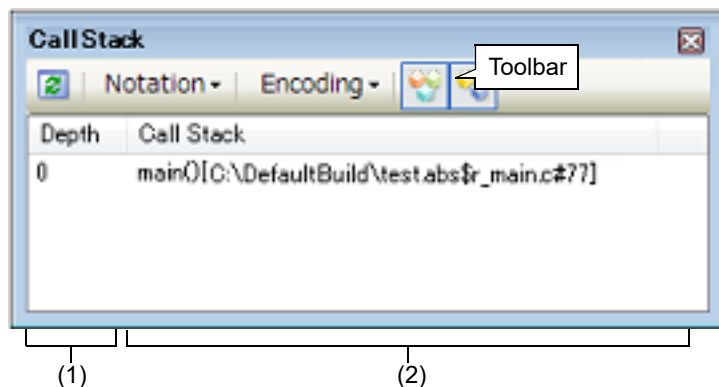 Call Stack
Notation Encoding Toolbar
Depth Call Stack
0 main()[C:\DefaultBuild\test.abs$r_main.c#77]
(1) (2)